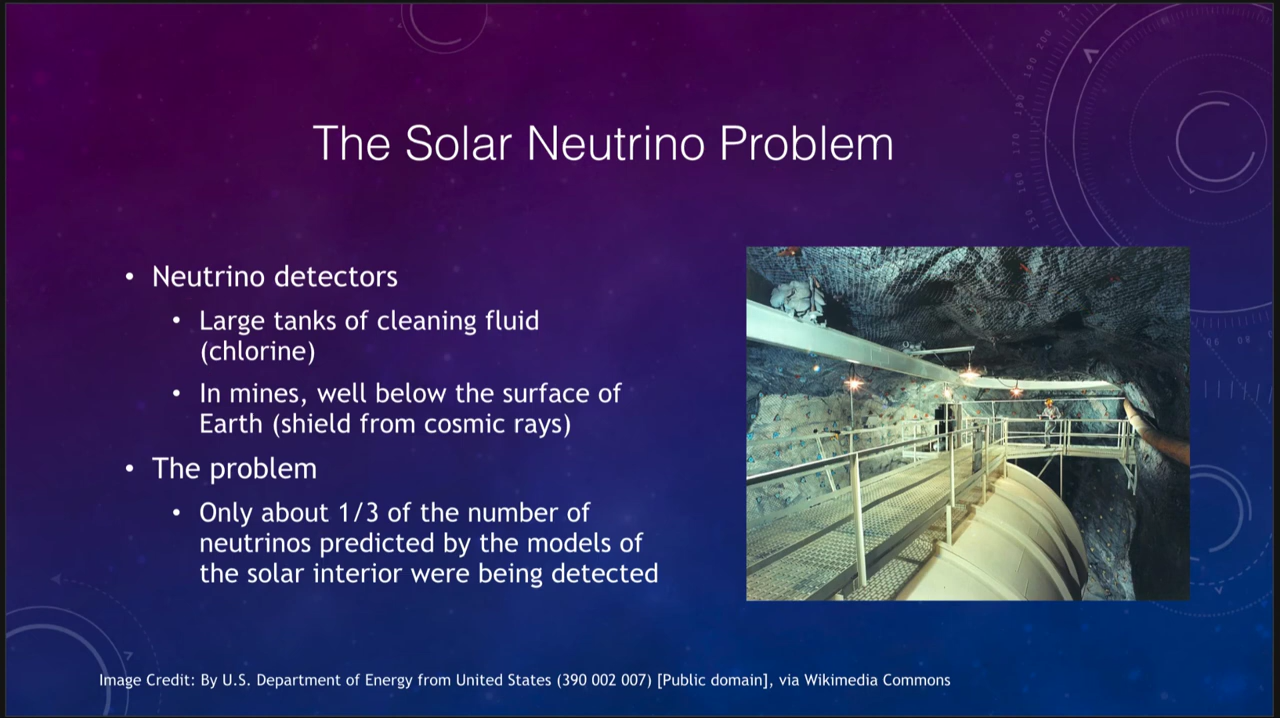 The Solar Neutrino Problem
• Neutrino detectors
• Large tanks of cleaning fluid
(chlorine)
• In mines, well below the surface of
Earth (shield from cosmic rays)
• The problem
• Only about 1/3 of the number of
neutrinos predicted by the models of
the solar interior were being detected
Image Credit: By U.S. Department of Energy from United States (390 002 007) [Public domain], via Wikimedia Commons